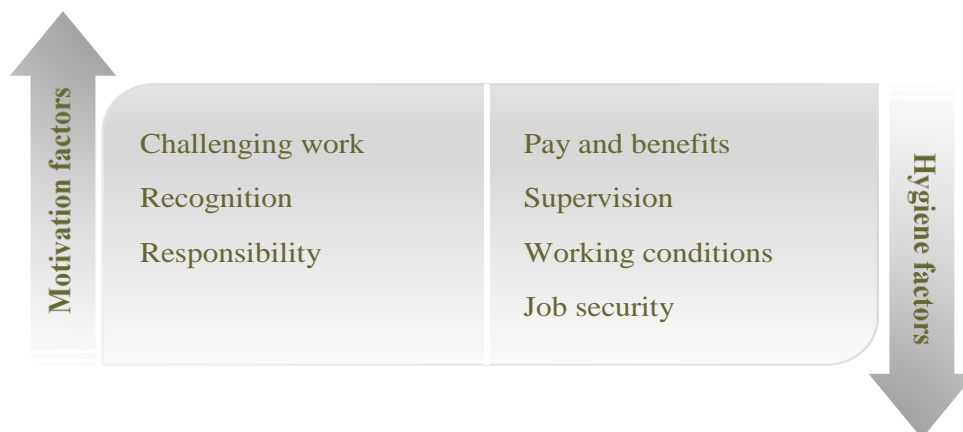 Motivation factors
Challenging work
Recognition
Responsibility
Pay and benefits
Supervision
Working conditions
Job security
Hygiene factors